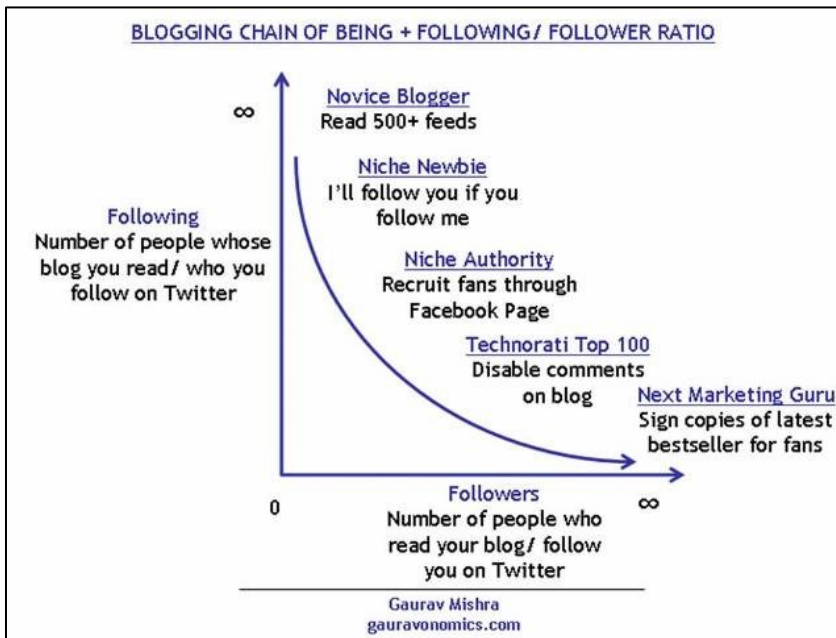 BLOGGING CHAIN OF BEING + FOLLOWING/ FOLLOWER RATIO
∞
Novice Blogger
Read 500+ feeds
Niche Newbie
I'll follow you if you
follow me
Following
Number of people whose
blog you read/ who you
follow on Twitter
Niche Authority
Recruit fans through
Facebook Page
Technorati Top 100
Disable comments
on blog
Next Marketing Guru
Sign copies of latest
bestseller for fans
0
Followers
∞
Number of people who
read your blog/ follow
you on Twitter
Gaurav Mishra
gauravonomics.com